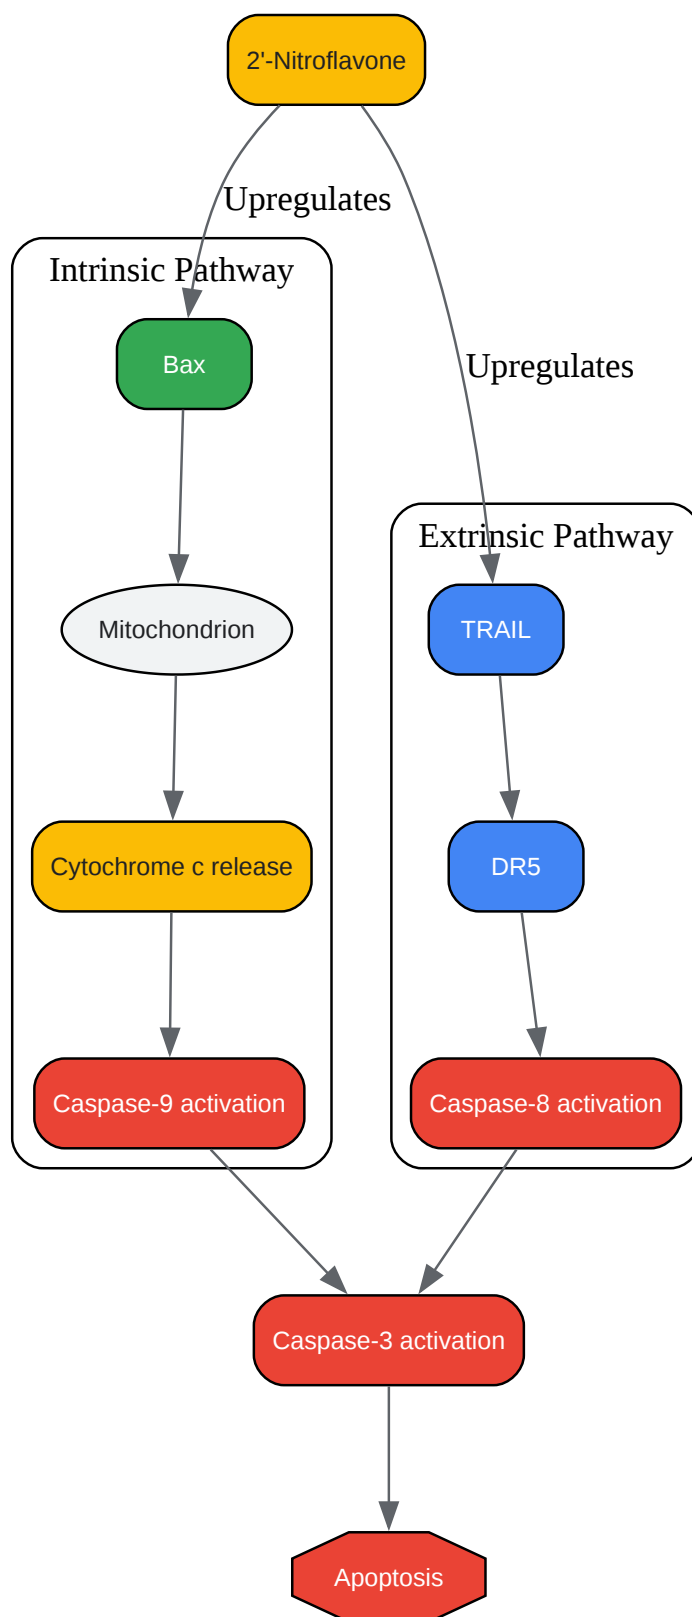 2'-Nitroflavone
Upregulates
Intrinsic Pathway
Bax
Upregulates
Extrinsic Pathway
Mitochondrion
TRAIL
Cytochrome c release
DR5
Caspase-9 activation
Caspase-8 activation
Caspase-3 activation
Apoptosis